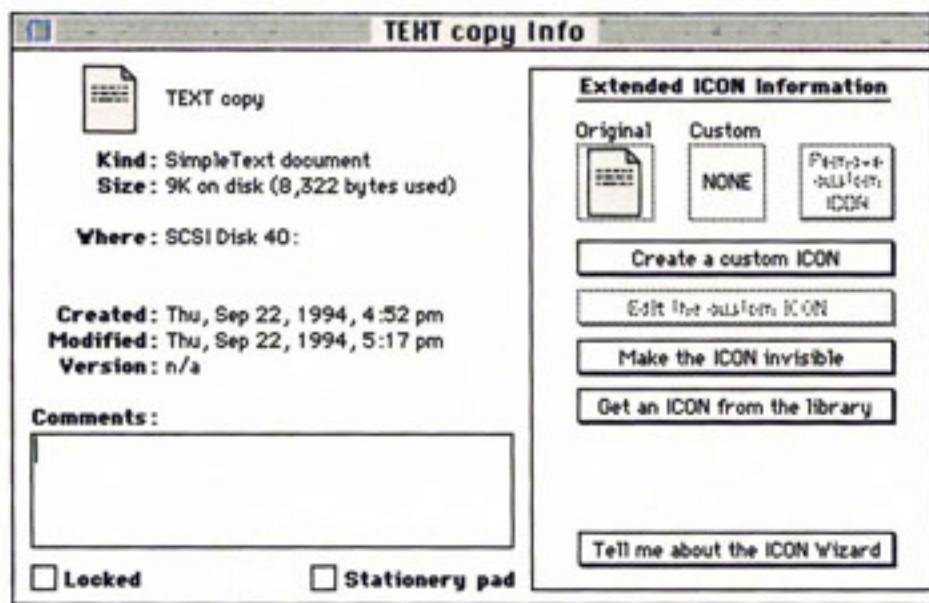 TEXT copy Info
TEXT copy
Kind: SimpleText document
Size: 9K on disk (8,322 bytes used)
Where: SCSI Disk 40:
Created: Thu, Sep 22, 1994, 4:52 pm
Modified: Thu, Sep 22, 1994, 5:17 pm
Version: n/a
Comments:
Locked
Stationery pad
Extended ICON Information
Original
Custom
NONE
Remove
custom
ICON
Create a custom ICON
Edit the custom ICON
Make the ICON invisible
Get an ICON from the library
Tell me about the ICON Wizard